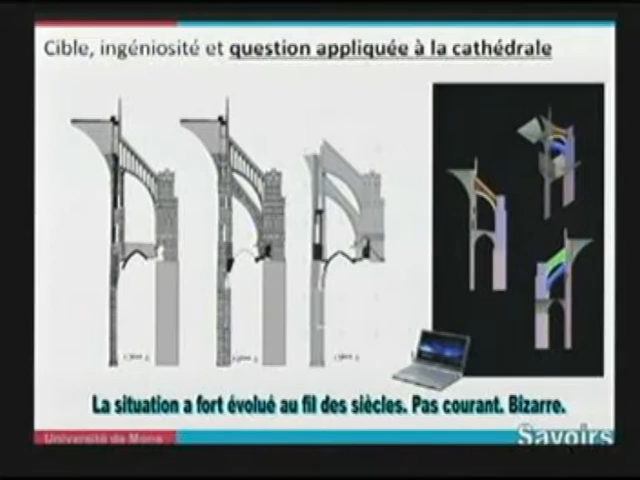 Cible, ingéniosité et question appliquée à la cathédrale
La situation a fort évolué au fil des siècles. Pas courant. Bizarre.
Université de Mons
Savoirs